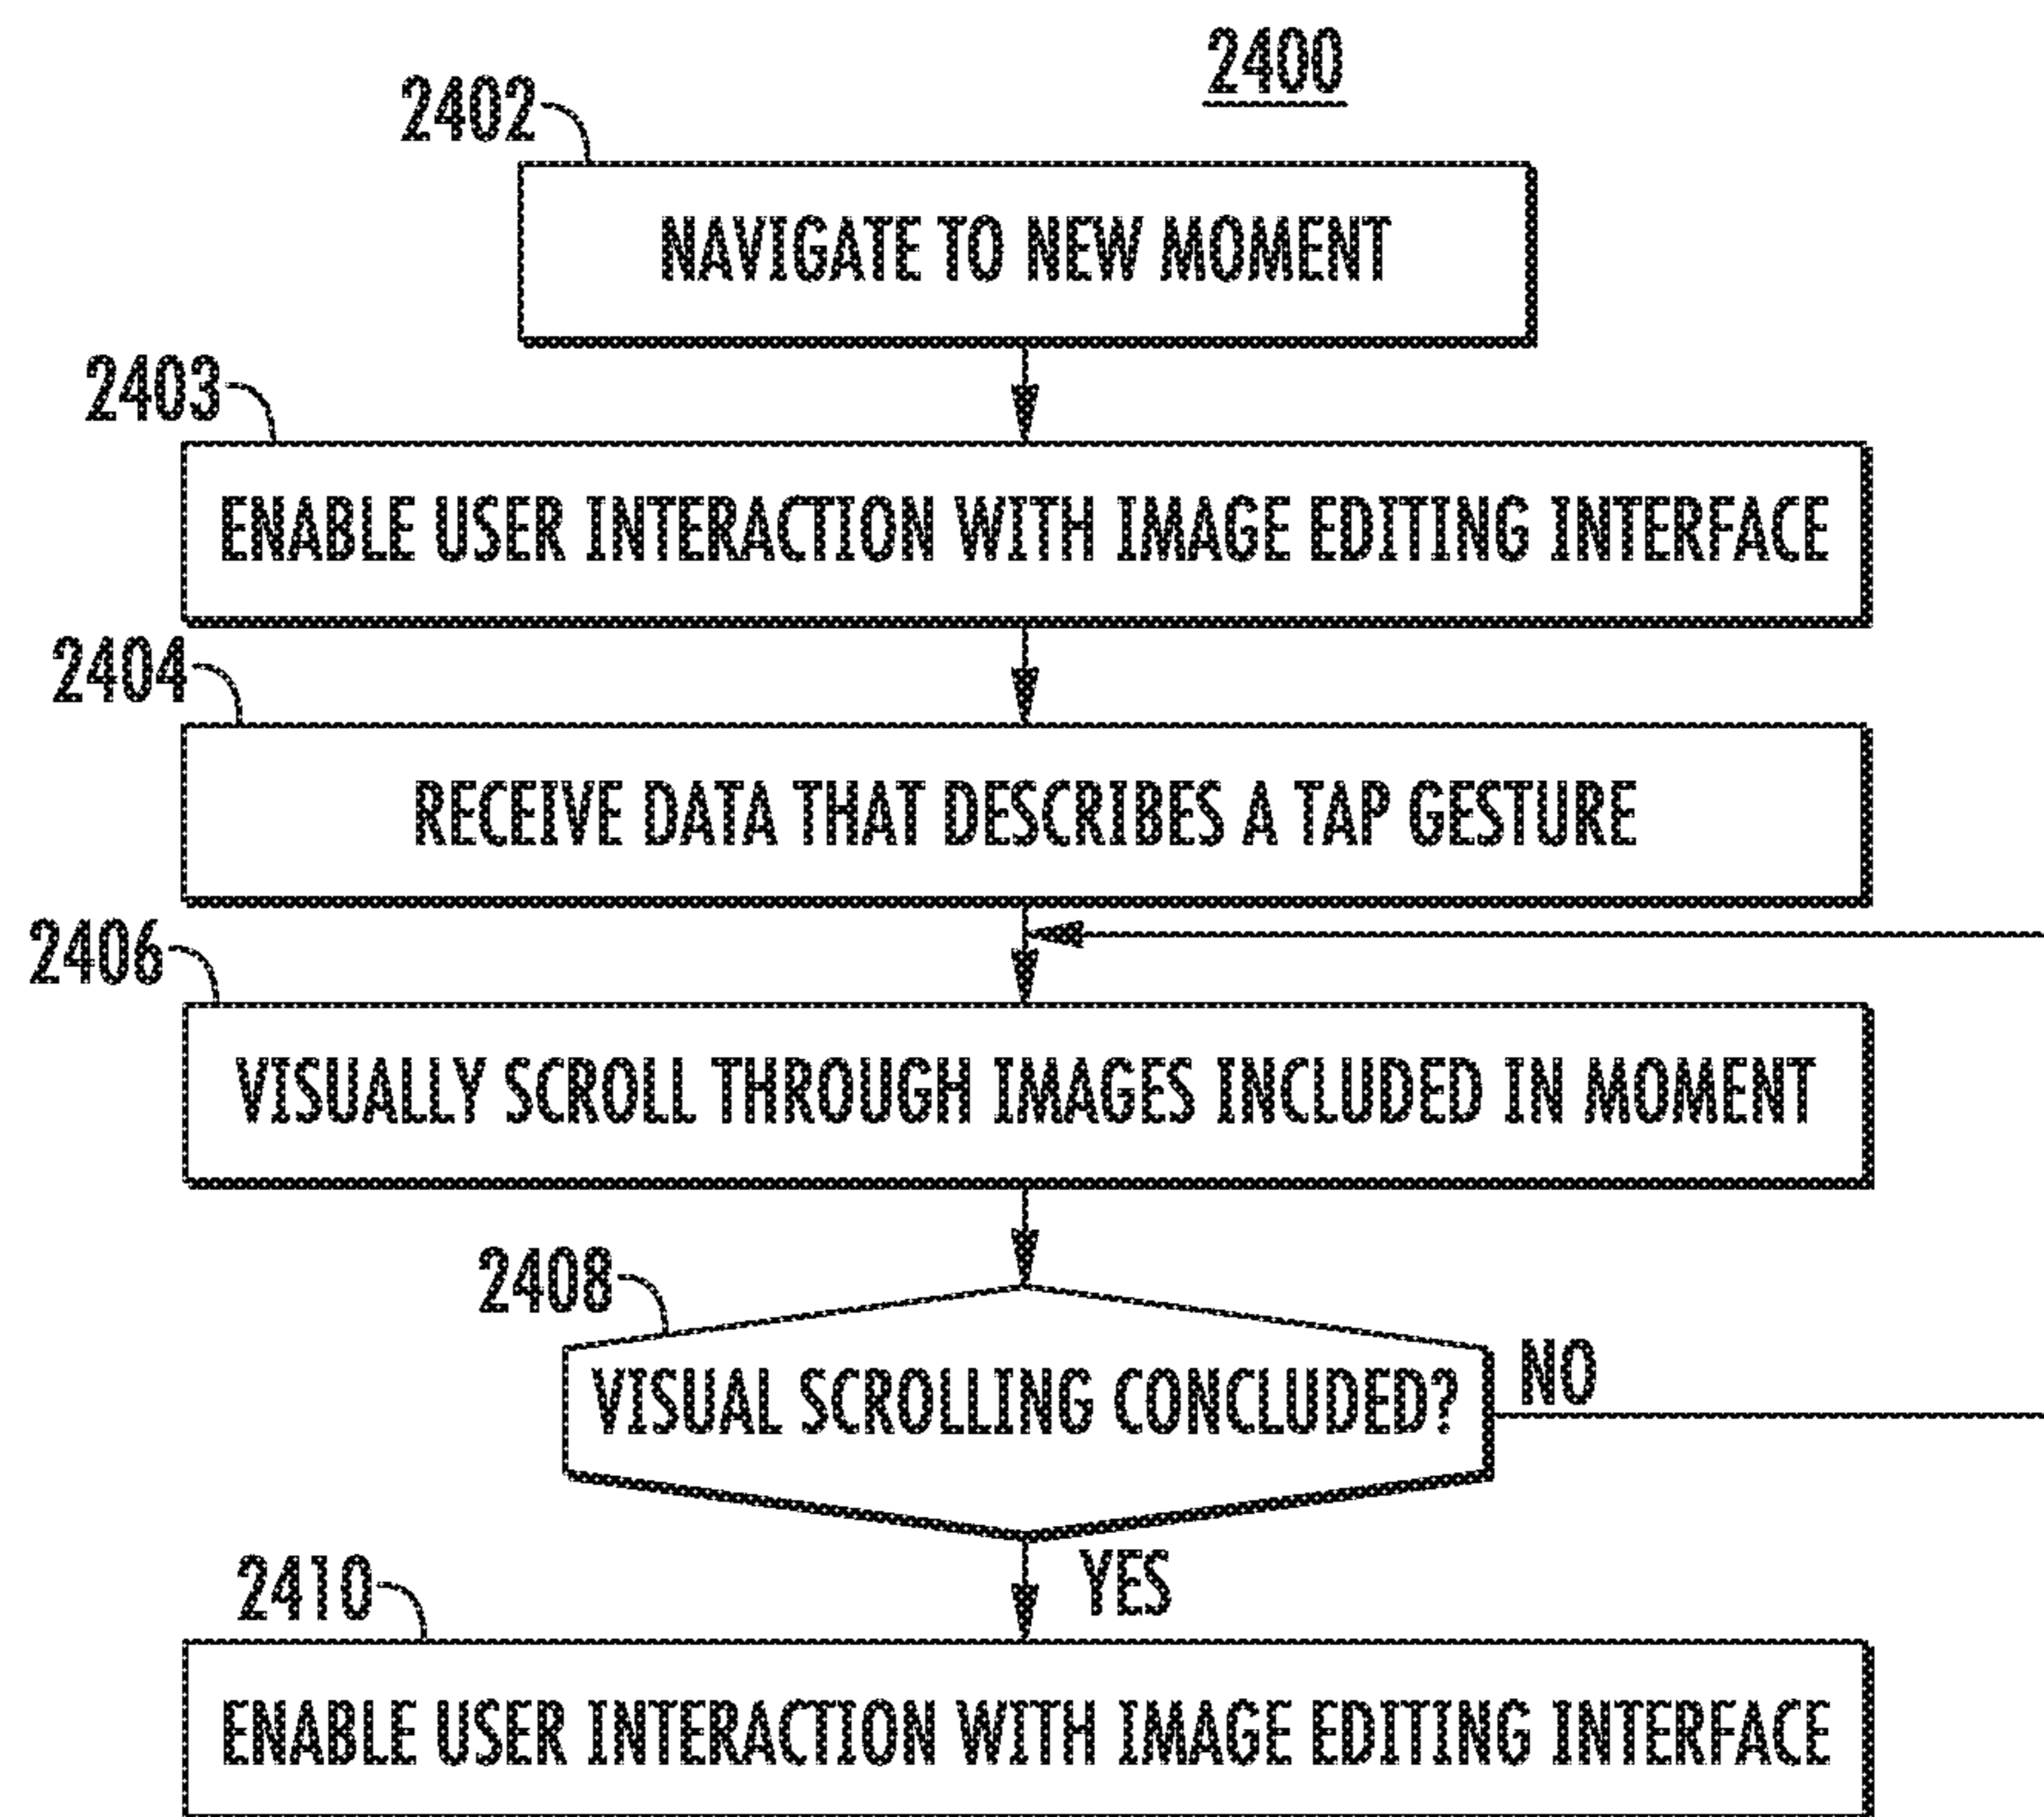 2400
2402
NAVIGATE TO NEW MOMENT
2403
ENABLE USER INTERACTION WITH IMAGE EDITING INTERFACE
2404
RECEIVE DATA THAT DESCRIBES A TAP GESTURE
2406
VISUALLY SCROLL THROUGH IMAGES INCLUDED IN MOMENT
2408
VISUAL SCROLLING CONCLUDED?
NO
YES
2410
ENABLE USER INTERACTION WITH IMAGE EDITING INTERFACE